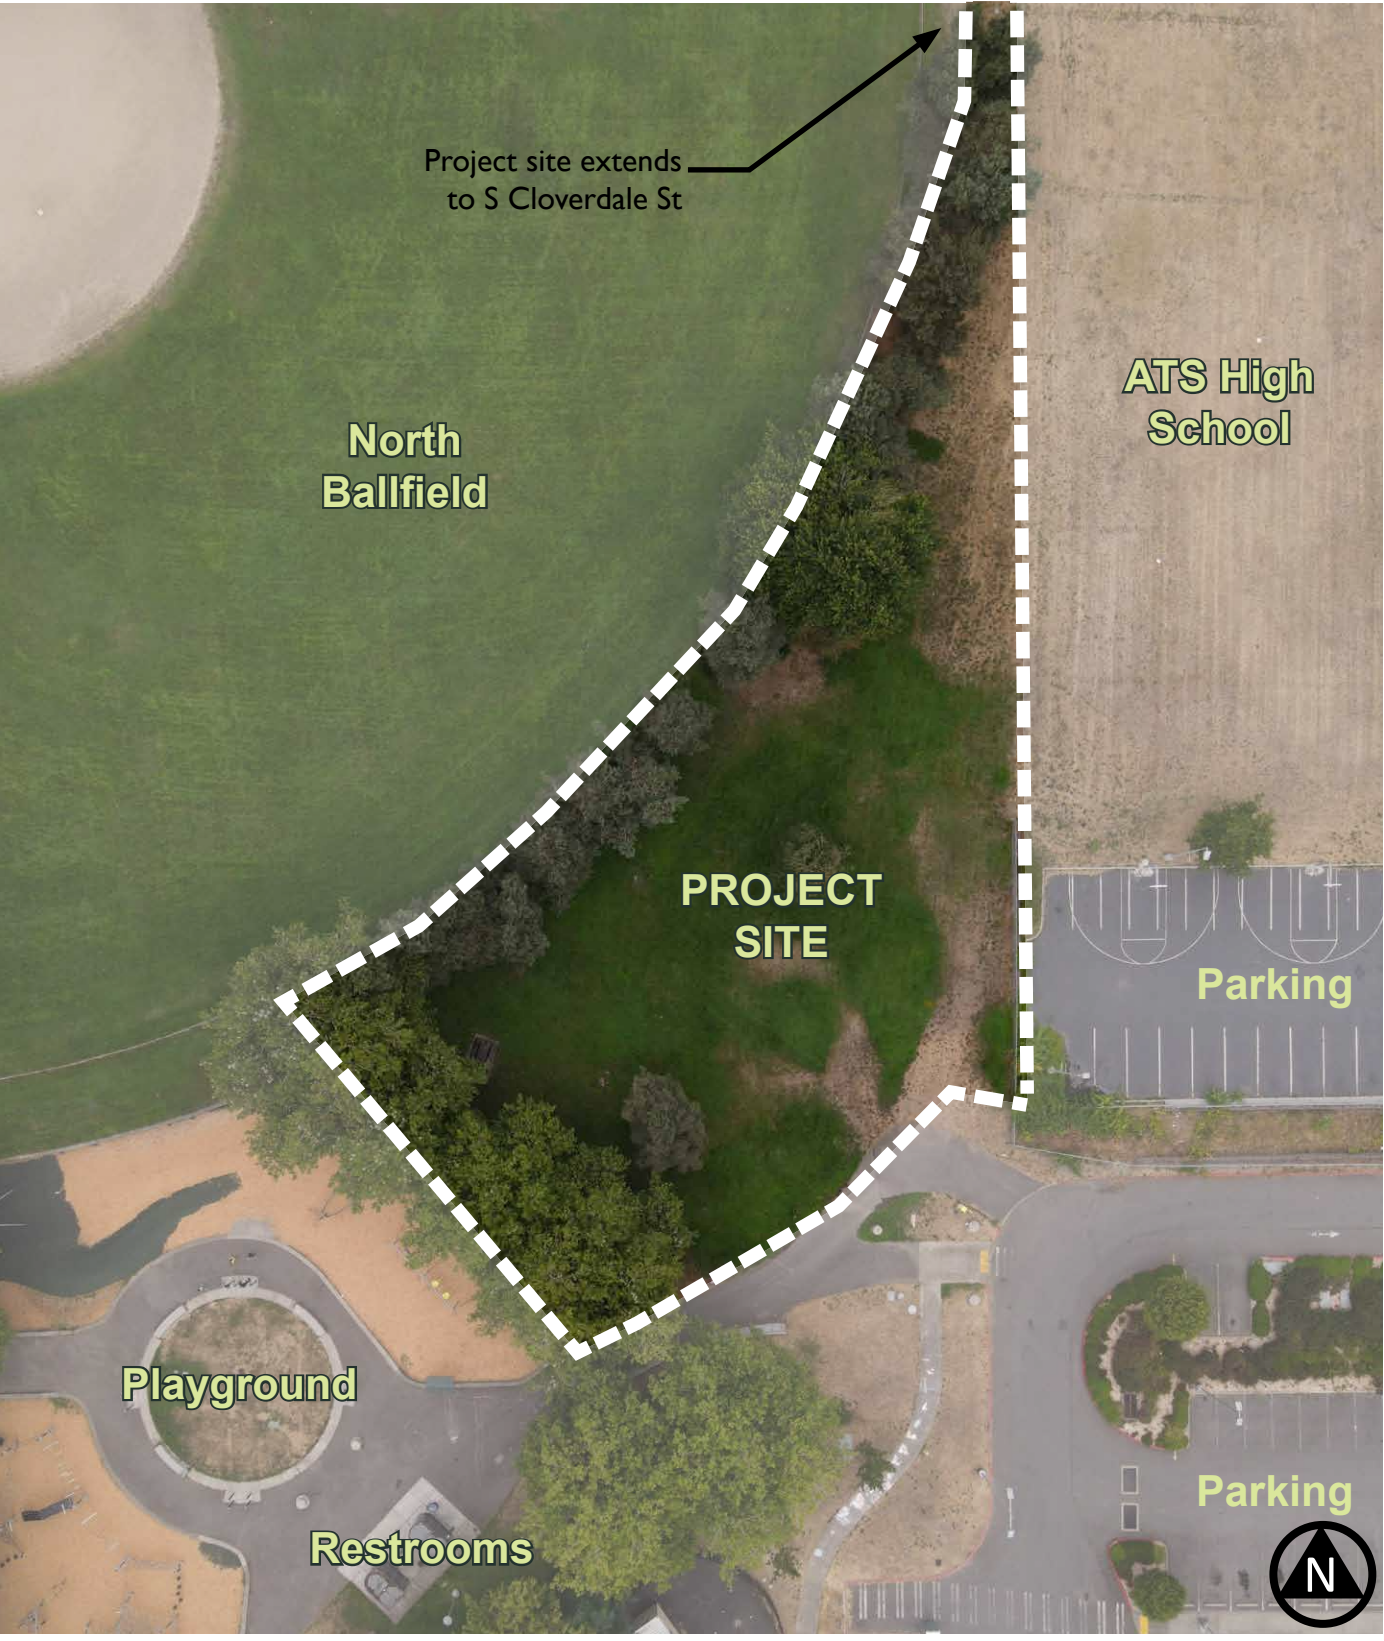 Project site extends
to S Cloverdale St
North
Ballfield
ATS High
School
PROJECT
SITE
Parking
Playground
Restrooms
Parking
N